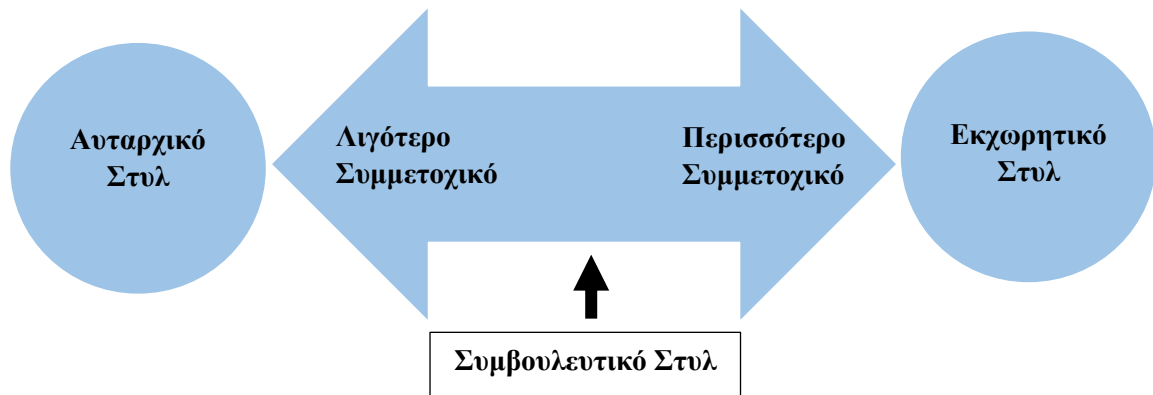 Αυταρχικό
Στυλ
Λιγότερο
Συμμετοχικό
Περισσότερο
Συμμετοχικό
Εκχωρητικό
Στυλ
Συμβουλευτικό Στυλ